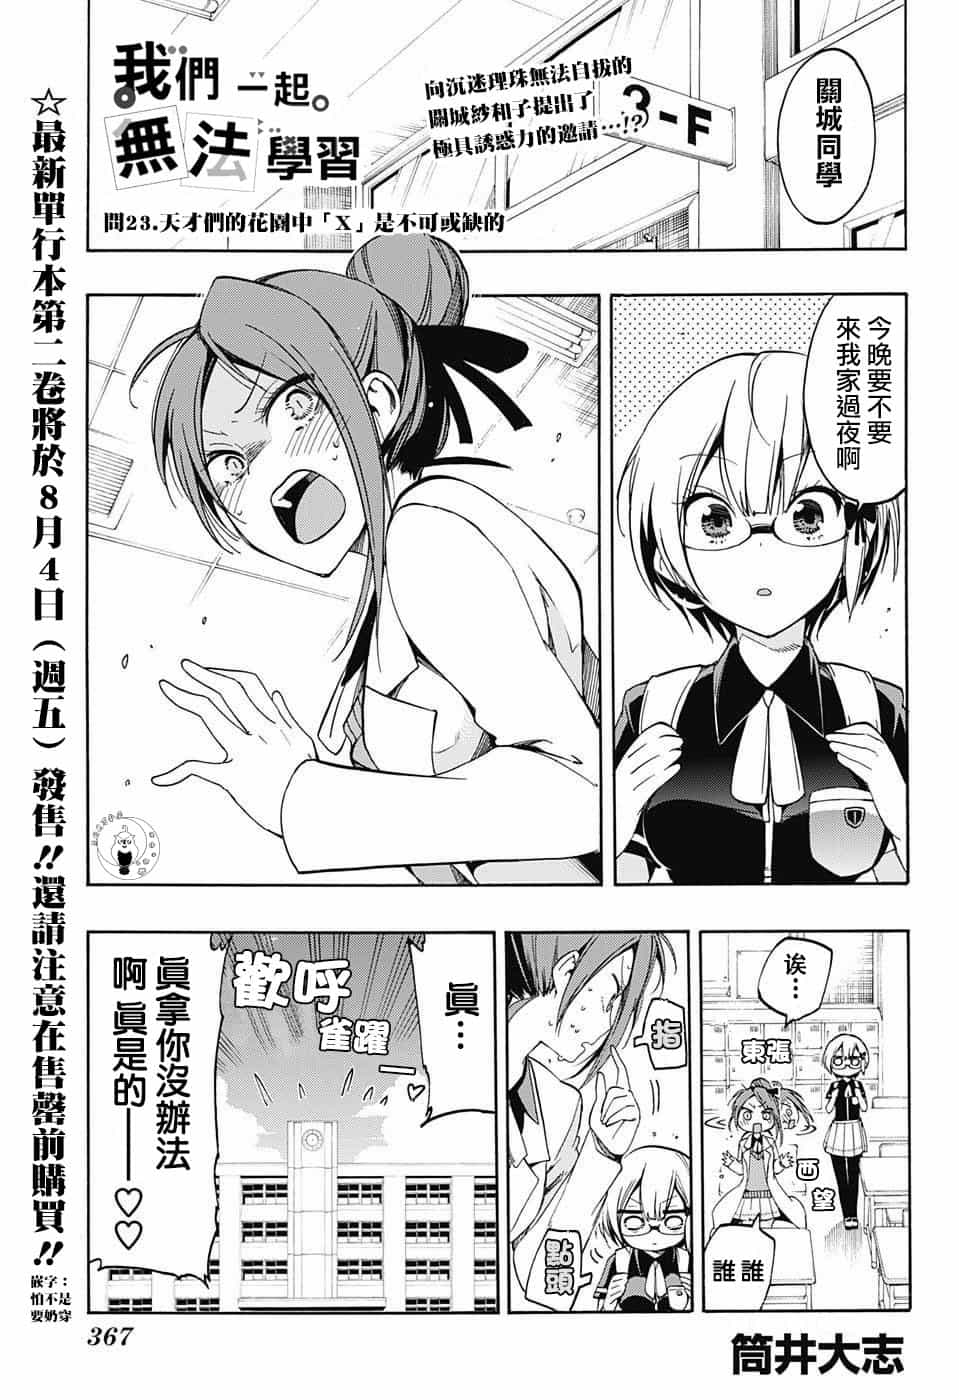 我們一起。
無法學習
問23.天才們的花園中「X」是不可或缺的
向沉迷理珠無法自拔的
關城紗和子提出了
極具誘惑力的邀請…!?
3-F
關城同學
今晚要不要
來我家過夜啊
诶…
東張
西望
誰誰
指
點頭
真…
歡呼
雀躍—♡
真拿你沒辦法
啊 真是的——♡♡
☆最新單行本第二卷將於8月4日（週五）發售!!還請注意在售罄前購買!!
嵌字：
怕不是
要奶穿
367
筒井大志